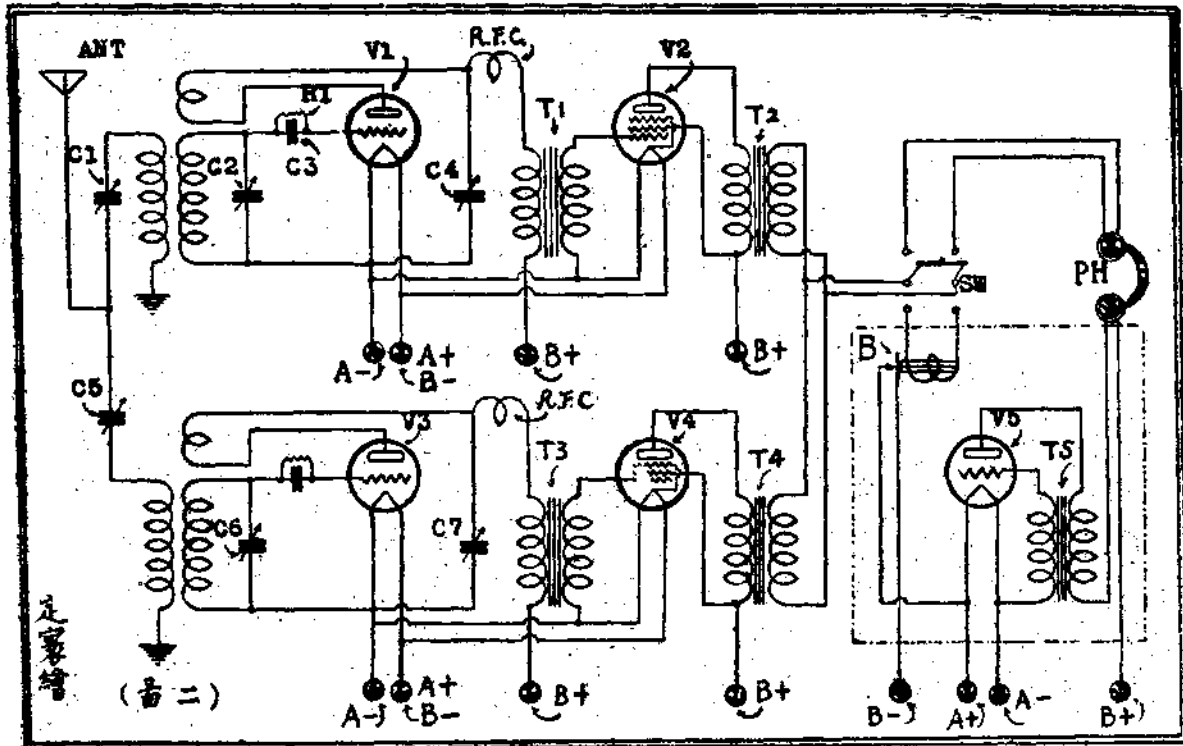 ANT
V1
R.F.C.
V2
R1
T1
T2
C1
C2
C3
C4
SW
PH
A-
A+
B-
B+
B+
B
C5
V3
R.F.C
V4
V5
T3
T4
T5
C6
C7
(圖二)
A-
A+
B-
B+
B+
B-
A+
A-
B+